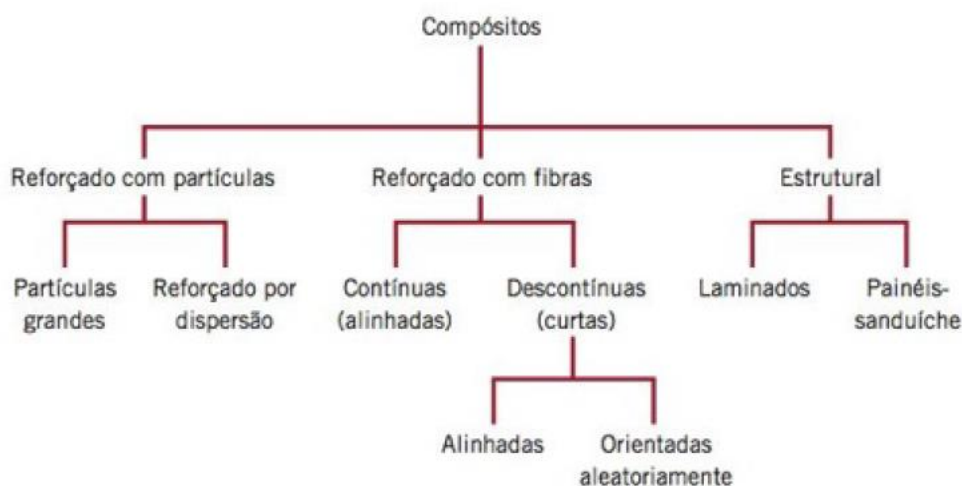 Compósitos
Reforçado com partículas
Reforçado com fibras
Estrutural
Partículas
grandes
Reforçado por
dispersão
Contínuas
(alinhadas)
Descontínuas
(curtas)
Laminados
Painéis-
sanduíche
Alinhadas
Orientadas
aleatoriamente